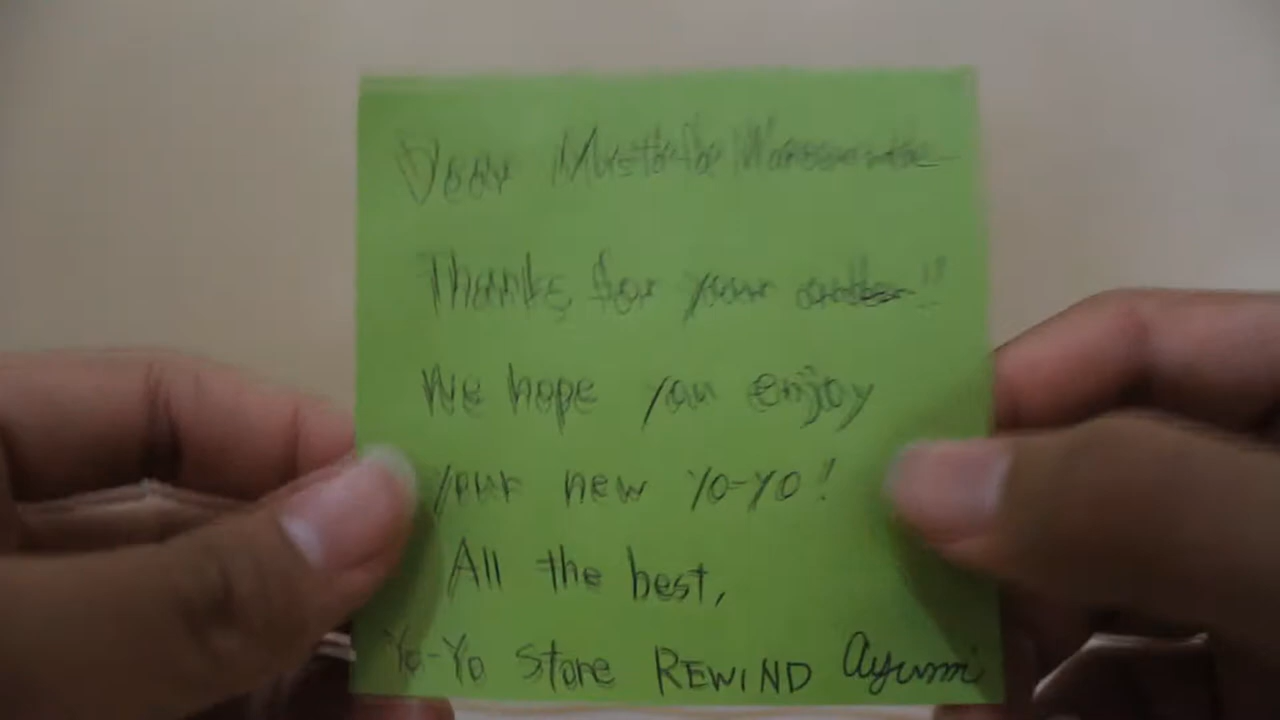 Dear Mustafa
Thanks for your order!!
We hope you enjoy
your new Yo-Yo!
All the best,
Yo-Yo Store REWIND Ayumi